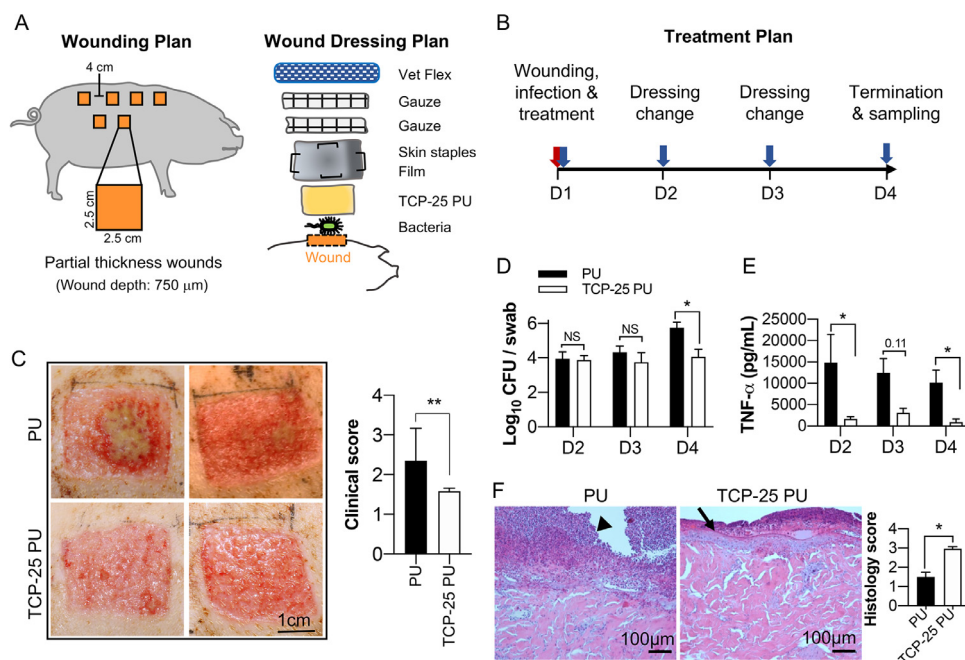 A
Wounding Plan
4 cm
2.5 cm
2.5 cm
Partial thickness wounds
(Wound depth: 750 μm)
Wound Dressing Plan
Vet Flex
Gauze
Gauze
Skin staples
Film
TCP-25 PU
Bacteria
Wound
B
Treatment Plan
Wounding,
infection &
treatment
Dressing
change
Dressing
change
Termination
& sampling
D1
D2
D3
D4
C
PU
TCP-25 PU
1cm
Clinical score
4
3
2
1
0
**
PU
TCP-25 PU
D
PU
TCP-25 PU
Log10 CFU / swab
6
4
2
0
NS
NS
*
D2
D3
D4
E
TNF-α (pg/mL)
25000
20000
15000
10000
5000
0
*
0.11
*
D2
D3
D4
F
PU
100μm
TCP-25 PU
100μm
Histology score
4
3
2
1
0
*
PU
TCP-25 PU